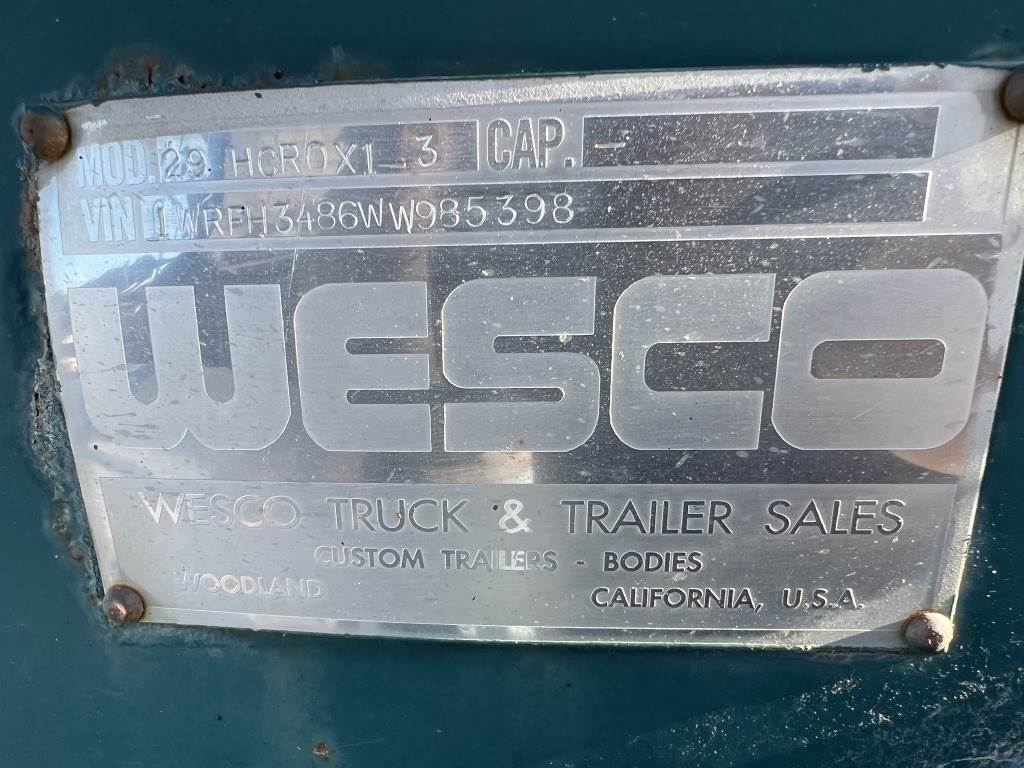 MOD. 29 HCROX1-3 CAP. -
VIN 1WRFH3486WW985398
WESCO
WESCO TRUCK & TRAILER SALES
CUSTOM TRAILERS - BODIES
WOODLAND CALIFORNIA, U.S.A.